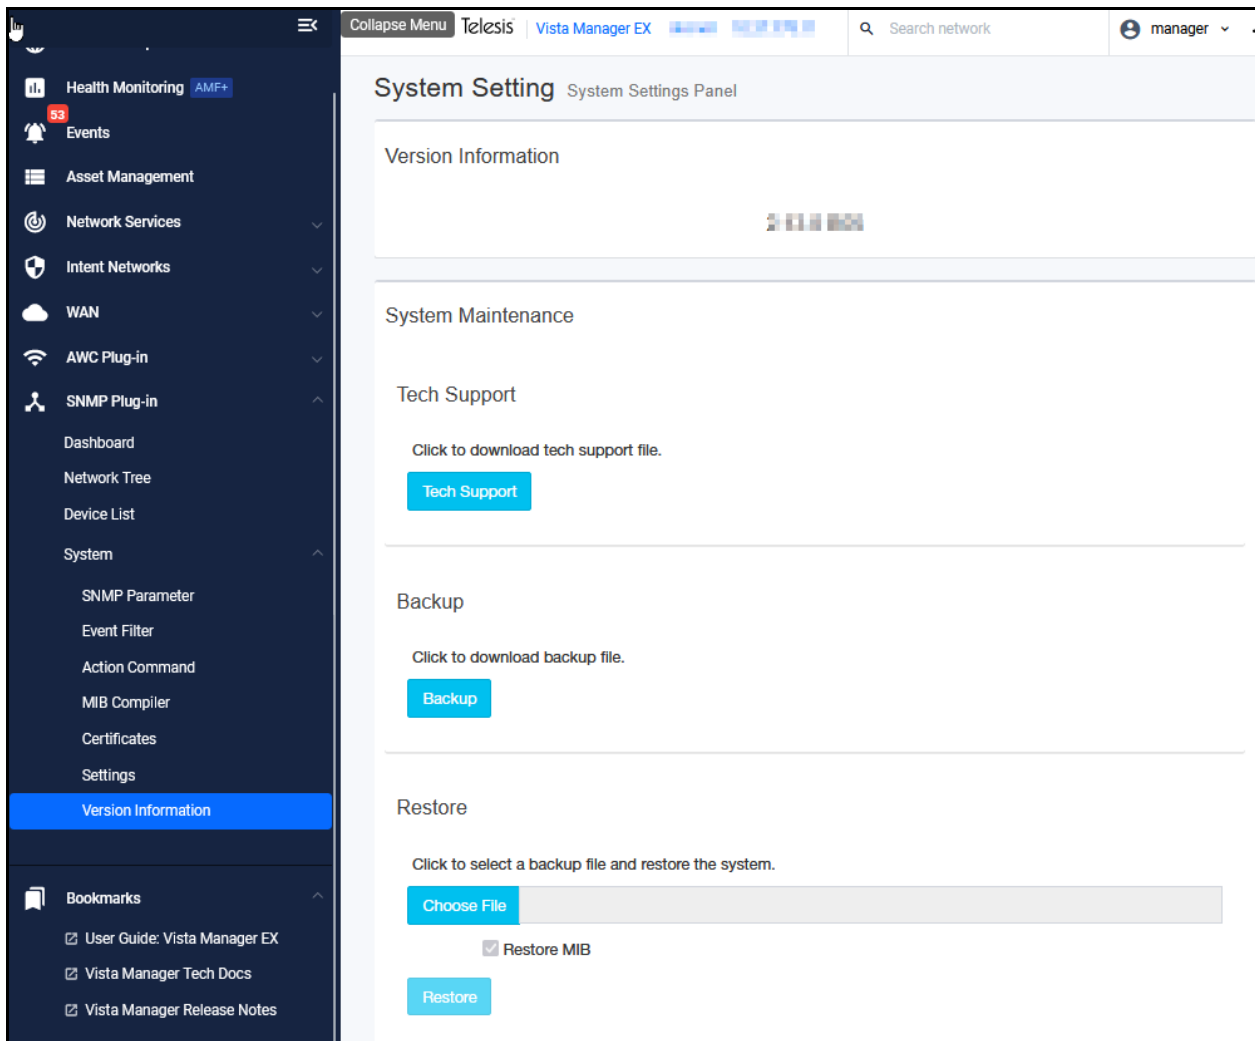 Collapse Menu Telesis Vista Manager EX
Search network
manager
Health Monitoring AMF+
53
Events
Asset Management
Network Services
Intent Networks
WAN
AWC Plug-in
SNMP Plug-in
Dashboard
Network Tree
Device List
System
SNMP Parameter
Event Filter
Action Command
MIB Compiler
Certificates
Settings
Version Information
Bookmarks
User Guide: Vista Manager EX
Vista Manager Tech Docs
Vista Manager Release Notes
System Setting System Settings Panel
Version Information
System Maintenance
Tech Support
Click to download tech support file.
Tech Support
Backup
Click to download backup file.
Backup
Restore
Click to select a backup file and restore the system.
Choose File
Restore MIB
Restore